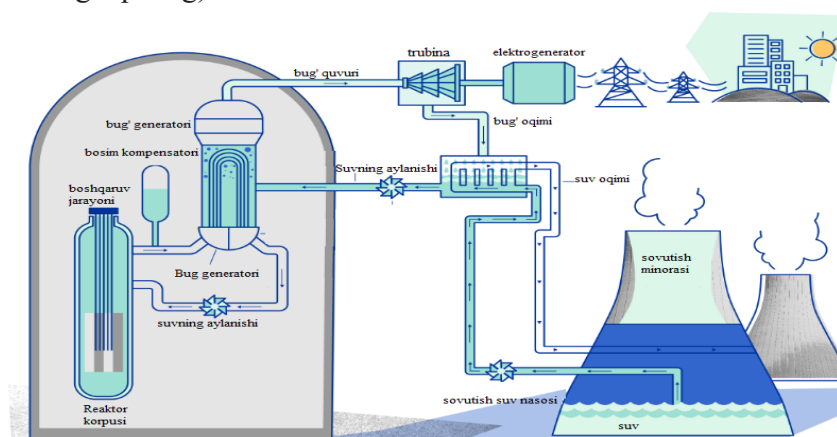 trubina
elektrogenerator
bug' quvuri
bug' generatori
bug' oqimi
bosim kompensatori
Suvning aylanishi
suv oqimi
boshqaruv
jarayoni
sovutish
minorasi
Bug generatori
suvning aylanishi
sovutish suv nasosi
Reaktor
korpusi
suv